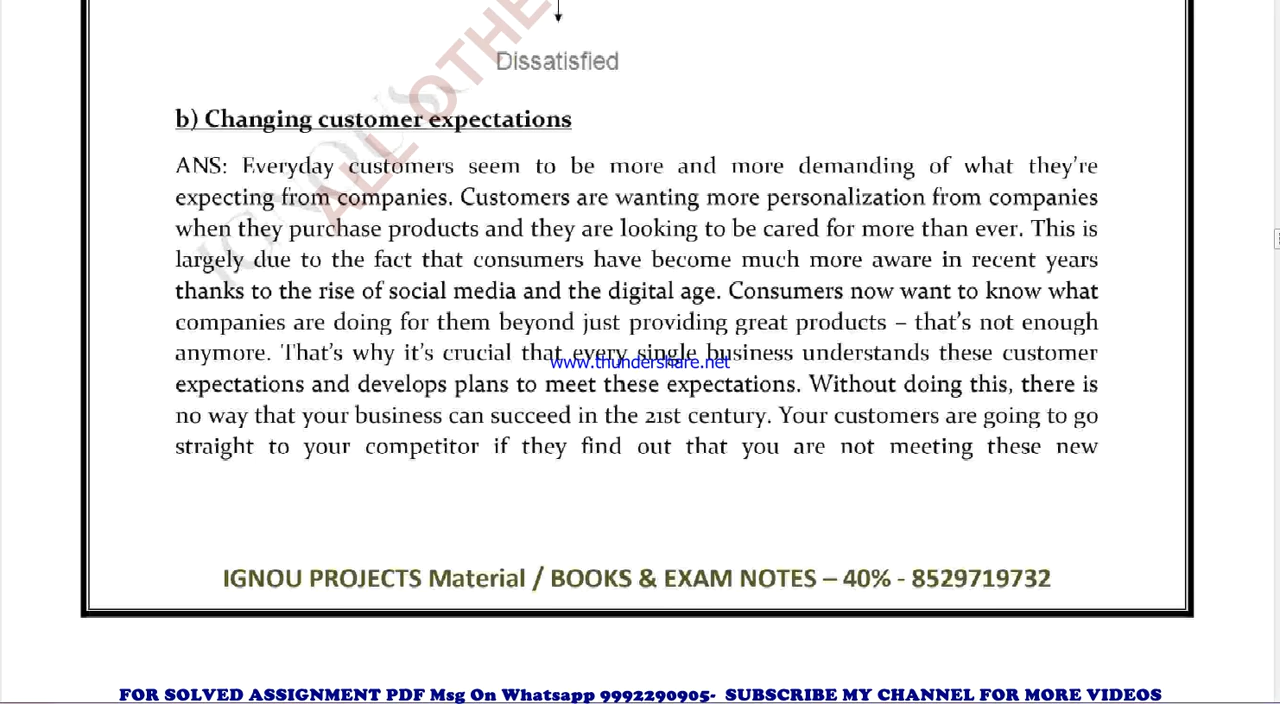 Dissatisfied
b) Changing customer expectations
ANS: Everyday customers seem to be more and more demanding of what they're
expecting from companies. Customers are wanting more personalization from companies
when they purchase products and they are looking to be cared for more than ever. This is
largely due to the fact that consumers have become much more aware in recent years
thanks to the rise of social media and the digital age. Consumers now want to know what
companies are doing for them beyond just providing great products – that's not enough
anymore. That's why it's crucial that every single business understands these customer
www.thundershare.net
expectations and develops plans to meet these expectations. Without doing this, there is
no way that your business can succeed in the 21st century. Your customers are going to go
straight to your competitor if they find out that you are not meeting these new
IGNOU
ALL OTHE
IGNOU PROJECTS Material / BOOKS & EXAM NOTES – 40% - 8529719732
FOR SOLVED ASSIGNMENT PDF Msg On Whatsapp 9992290905- SUBSCRIBE MY CHANNEL FOR MORE VIDEOS